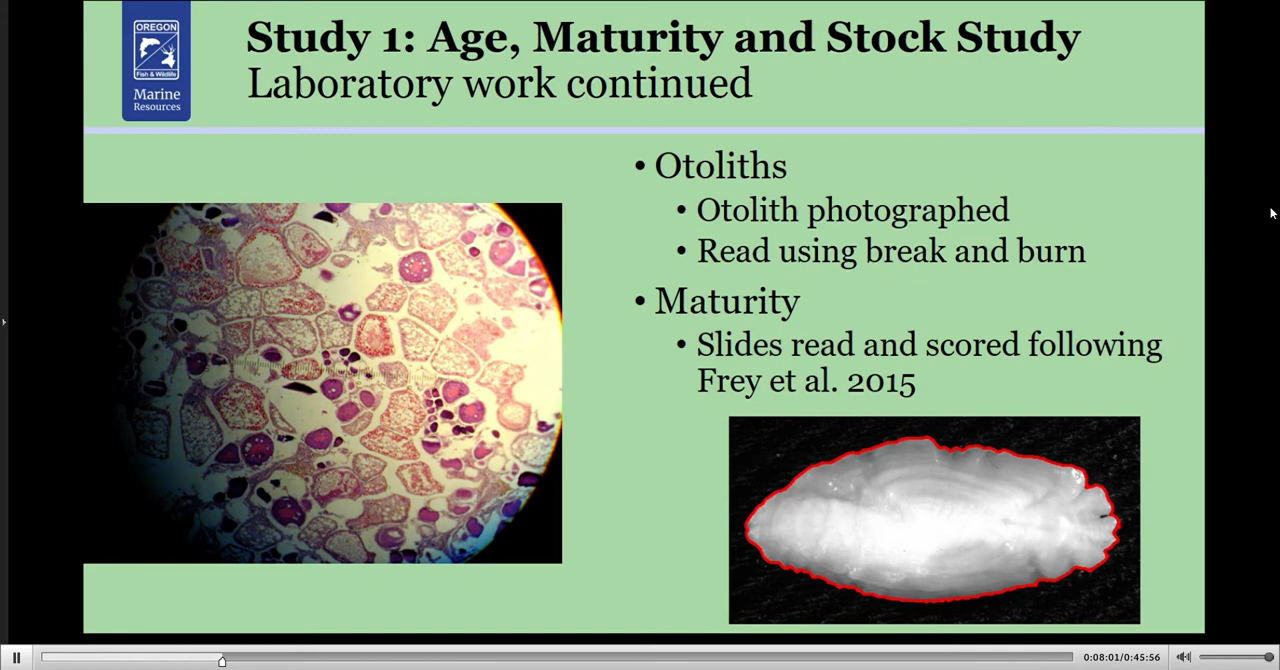 OREGON
Fish & Wildlife
Marine
Resources
Study 1: Age, Maturity and Stock Study
Laboratory work continued
• Otoliths
• Otolith photographed
• Read using break and burn
• Maturity
• Slides read and scored following
Frey et al. 2015
0:08:01/0:45:56